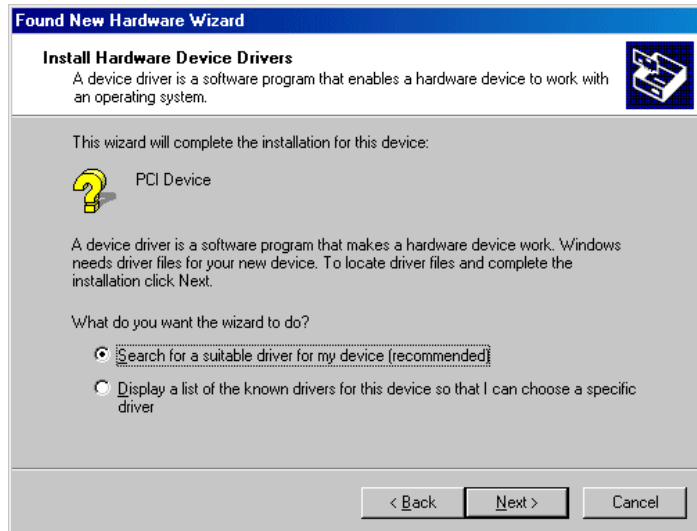 Found New Hardware Wizard
Install Hardware Device Drivers
A device driver is a software program that enables a hardware device to work with
an operating system.
This wizard will complete the installation for this device:
PCI Device
A device driver is a software program that makes a hardware device work. Windows
needs driver files for your new device. To locate driver files and complete the
installation click Next.
What do you want the wizard to do?
Search for a suitable driver for my device (recommended)
Display a list of the known drivers for this device so that I can choose a specific
driver
< Back
Next >
Cancel